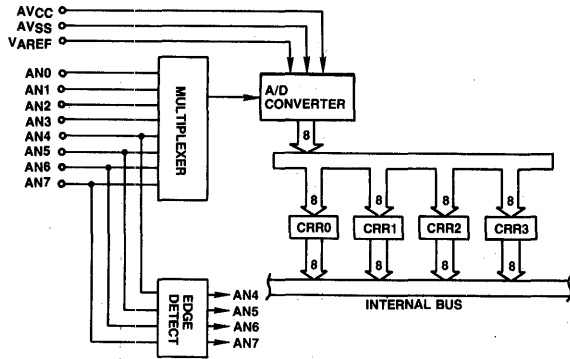 AVCC
AVSS
VAREF
AN0
AN1
AN2
AN3
AN4
AN5
AN6
AN7
MULTIPLEXER
A/D
CONVERTER
8
8 8 8 8
CRR0 CRR1 CRR2 CRR3
8 8 8 8
INTERNAL BUS
EDGE
DETECT
AN4
AN5
AN6
AN7